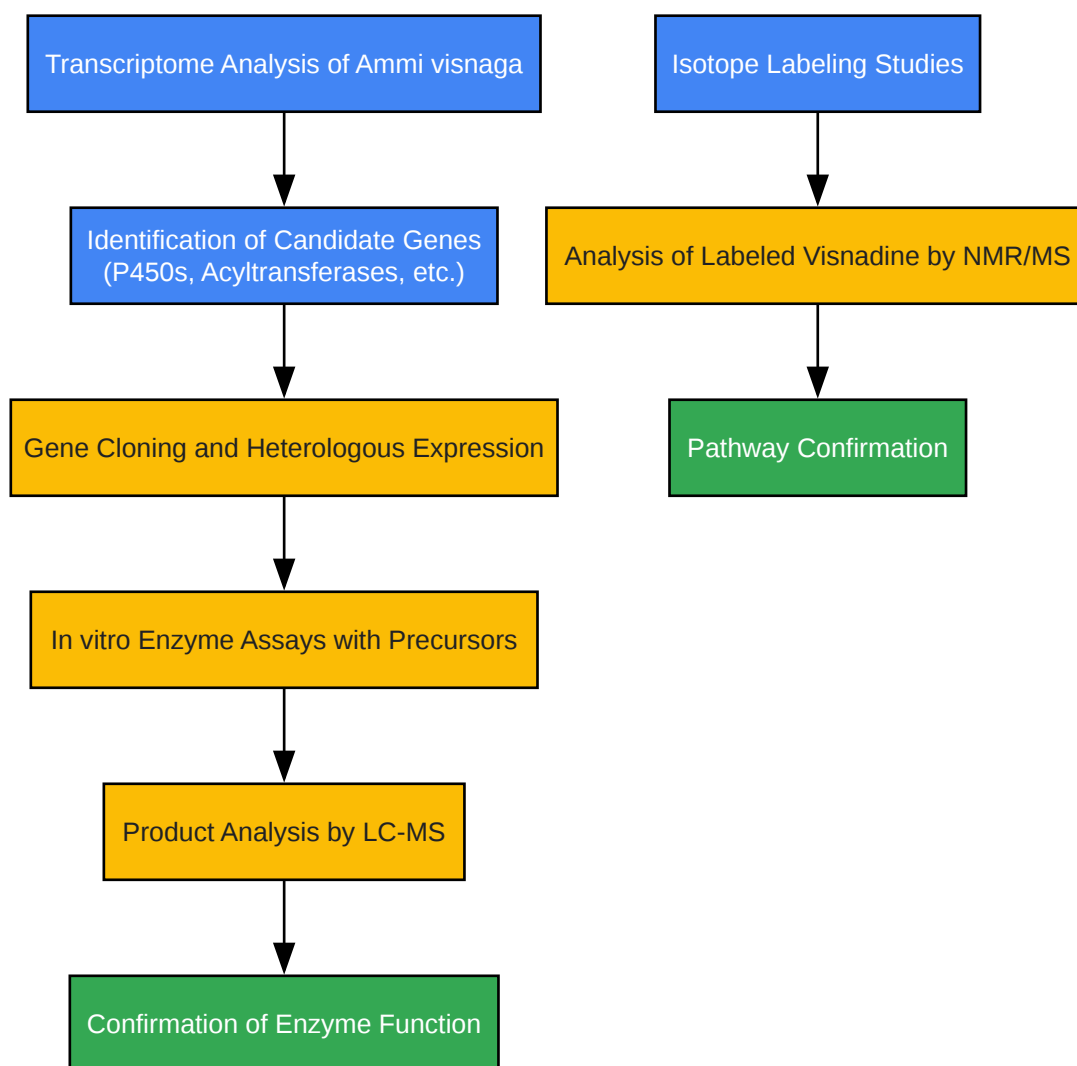 Transcriptome Analysis of Ammi visnaga
Isotope Labeling Studies
Identification of Candidate Genes
(P450s, Acyltransferases, etc.)
Analysis of Labeled Visnadine by NMR/MS
Gene Cloning and Heterologous Expression
Pathway Confirmation
In vitro Enzyme Assays with Precursors
Product Analysis by LC-MS
Confirmation of Enzyme Function